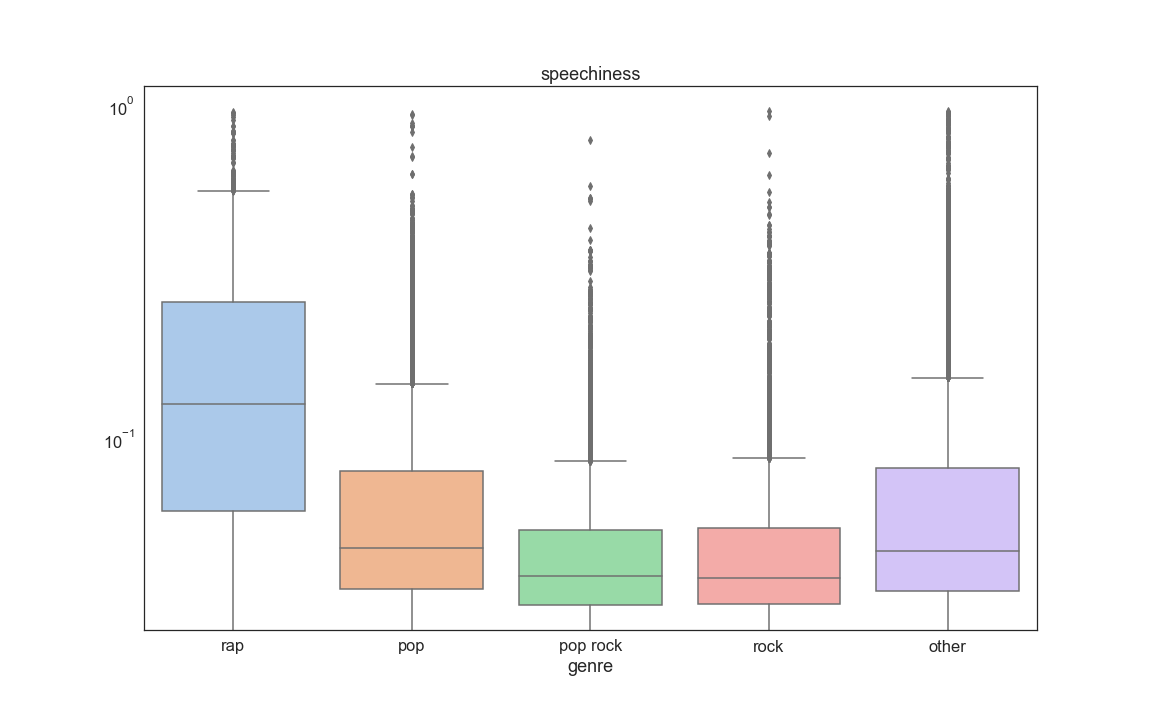 speechiness
10⁰
10⁻¹
rap pop pop rock rock other
genre